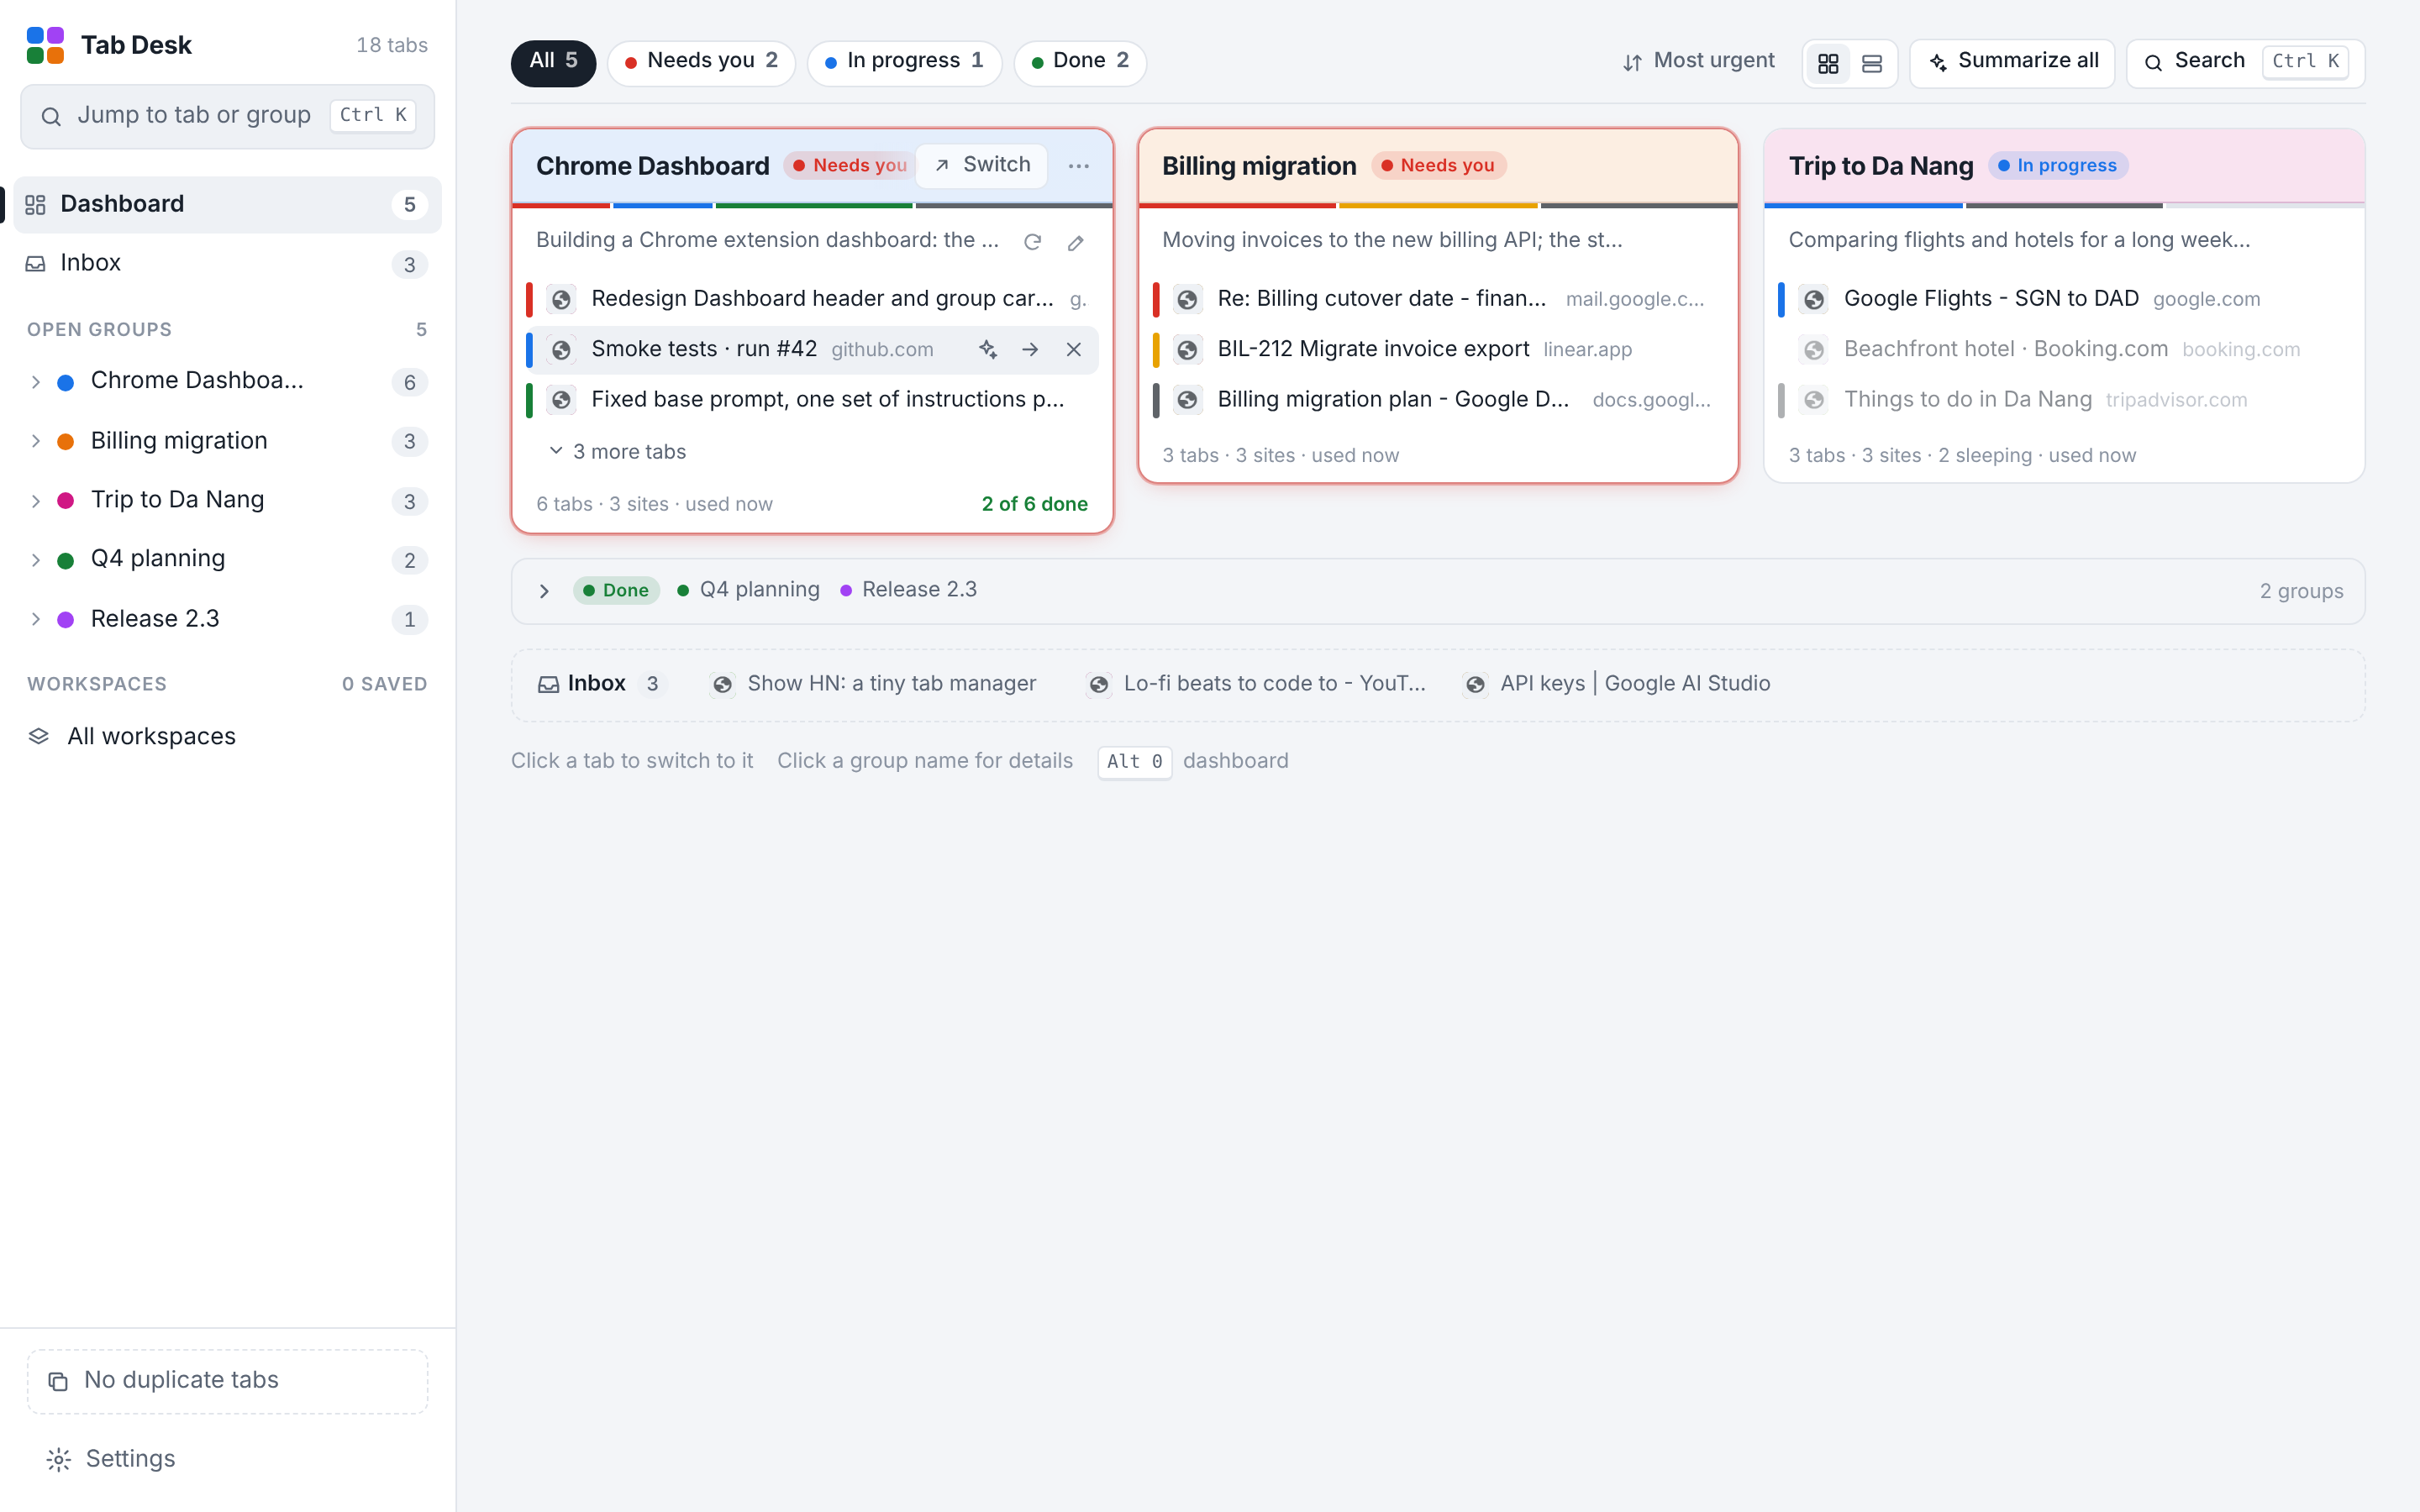 Tab Desk 18 tabs
Jump to tab or group Ctrl K
Dashboard 5
Inbox 3
OPEN GROUPS 5
Chrome Dashboa... 6
Billing migration 3
Trip to Da Nang 3
Q4 planning 2
Release 2.3 1
WORKSPACES 0 SAVED
All workspaces
No duplicate tabs
Settings
All 5 Needs you 2 In progress 1 Done 2 Most urgent Summarize all Search Ctrl K
Chrome Dashboard Needs you Switch
Building a Chrome extension dashboard: the ...
Redesign Dashboard header and group car... g.
Smoke tests · run #42 github.com
Fixed base prompt, one set of instructions p...
3 more tabs
6 tabs · 3 sites · used now 2 of 6 done
Billing migration Needs you
Moving invoices to the new billing API; the st...
Re: Billing cutover date - finan... mail.google.c...
BIL-212 Migrate invoice export linear.app
Billing migration plan - Google D... docs.googl...
3 tabs · 3 sites · used now
Trip to Da Nang In progress
Comparing flights and hotels for a long week...
Google Flights - SGN to DAD google.com
Beachfront hotel · Booking.com booking.com
Things to do in Da Nang tripadvisor.com
3 tabs · 3 sites · 2 sleeping · used now
Done Q4 planning Release 2.3 2 groups
Inbox 3 Show HN: a tiny tab manager Lo-fi beats to code to - YouT... API keys | Google AI Studio
Click a tab to switch to it Click a group name for details Alt 0 dashboard